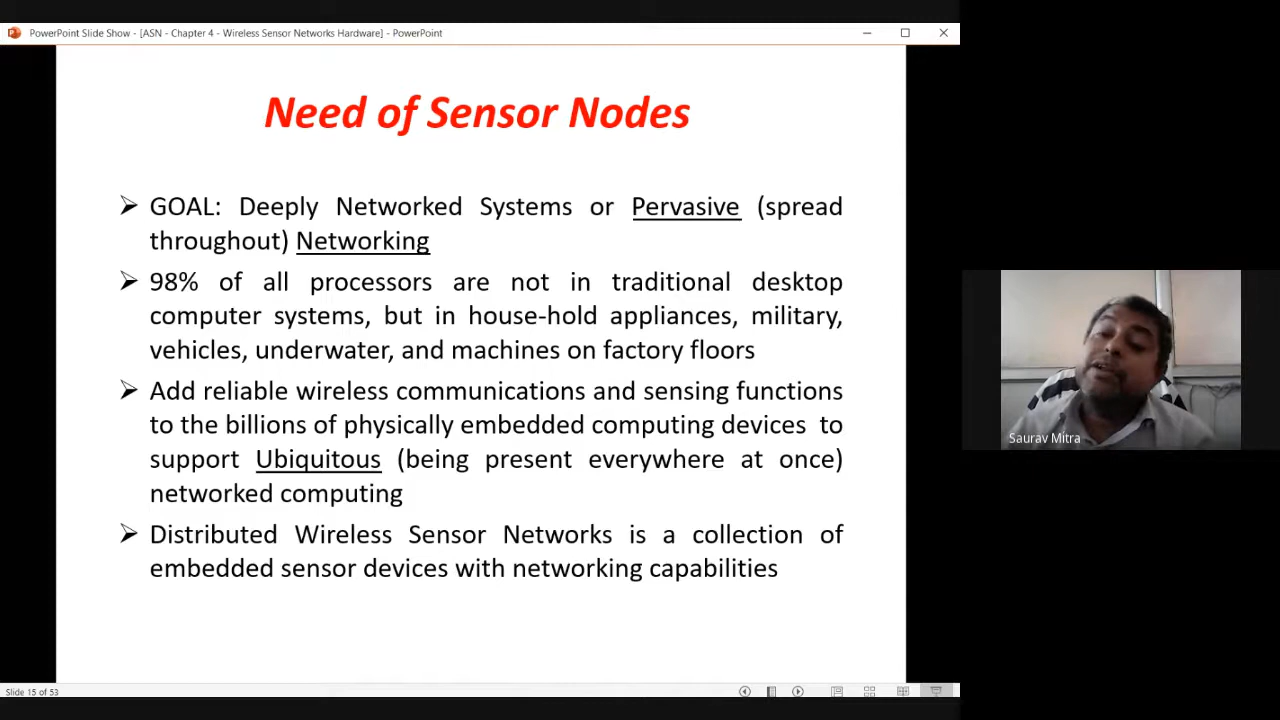 PowerPoint Slide Show - [ASN - Chapter 4 - Wireless Sensor Networks Hardware] - PowerPoint
Need of Sensor Nodes
➢ GOAL: Deeply Networked Systems or Pervasive (spread
throughout) Networking
➢ 98% of all processors are not in traditional desktop
computer systems, but in house-hold appliances, military,
vehicles, underwater, and machines on factory floors
➢ Add reliable wireless communications and sensing functions
to the billions of physically embedded computing devices to
support Ubiquitous (being present everywhere at once)
networked computing
➢ Distributed Wireless Sensor Networks is a collection of
embedded sensor devices with networking capabilities
Saurav Mitra
Slide 15 of 53